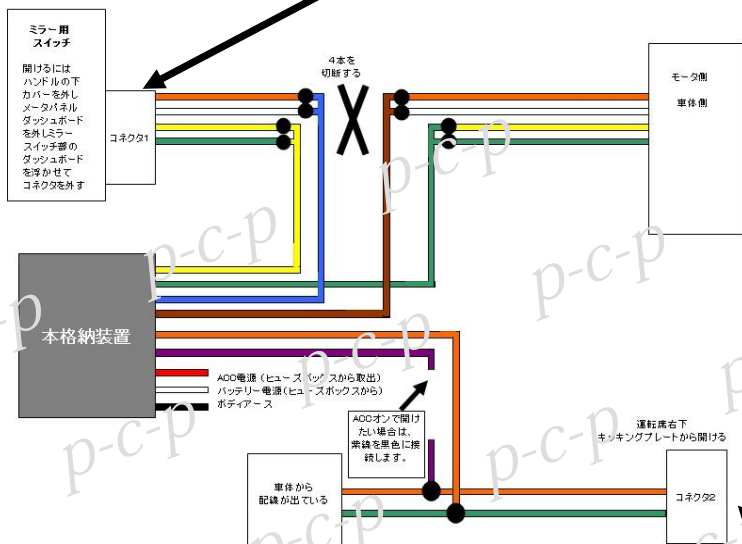 ミラー用
スイッチ
開けるには
ハンドルの下
カバーを外し
メータパネル
ダッシュボード
を外しミラー
スイッチ部の
ダッシュボード
を浮かせて
コネクタを外す
コネクタ1
4本を
切断する
モータ側
車体側
p-c-p
p-c-p
p-c-p
-p
本格納装置
p-c-p
ACC電源（ヒューズボックスから取出）
バッテリー電源（ヒューズボックスから）
ボディアース
ACCオンで開け
たい場合は、
紫線を黒色に接
続します。
p-c-p
p-c-p
運転席右下
キッキングプレートから開ける
車体から
配線が出ている
コネクタ2
p-c-p
p-c-p